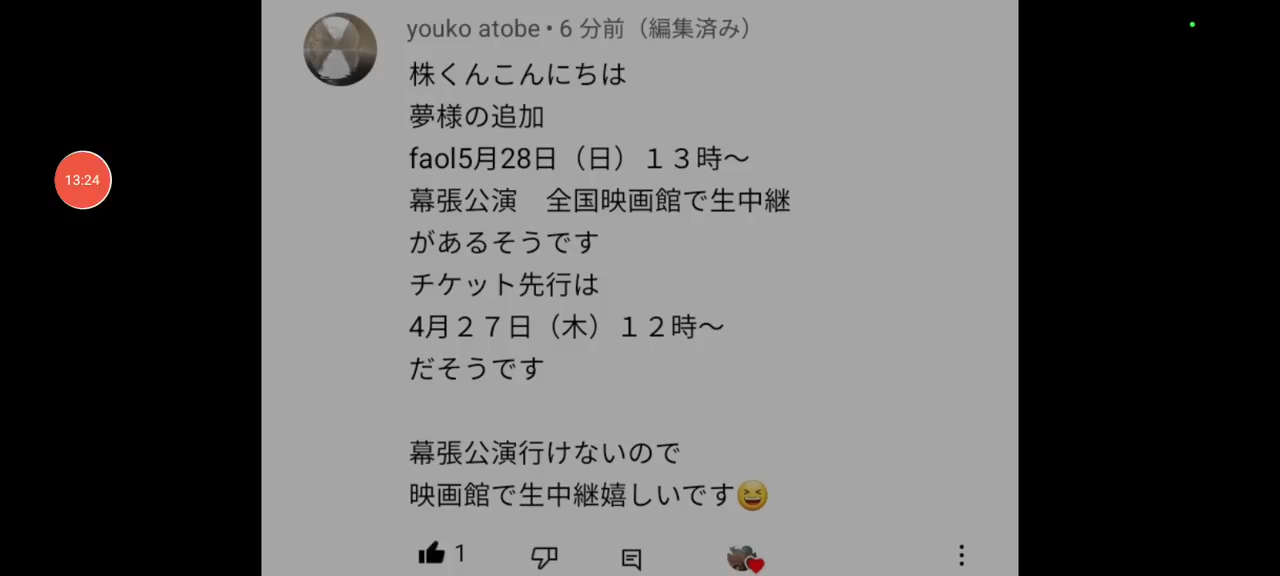 youko atobe • 6 分前（編集済み）
株くんこんにちは
夢様の追加
faol5月28日（日）１３時〜
幕張公演　全国映画館で生中継
があるそうです
チケット先行は
4月２７日（木）１２時〜
だそうです
幕張公演行けないので
映画館で生中継嬉しいです😆
1
13:24